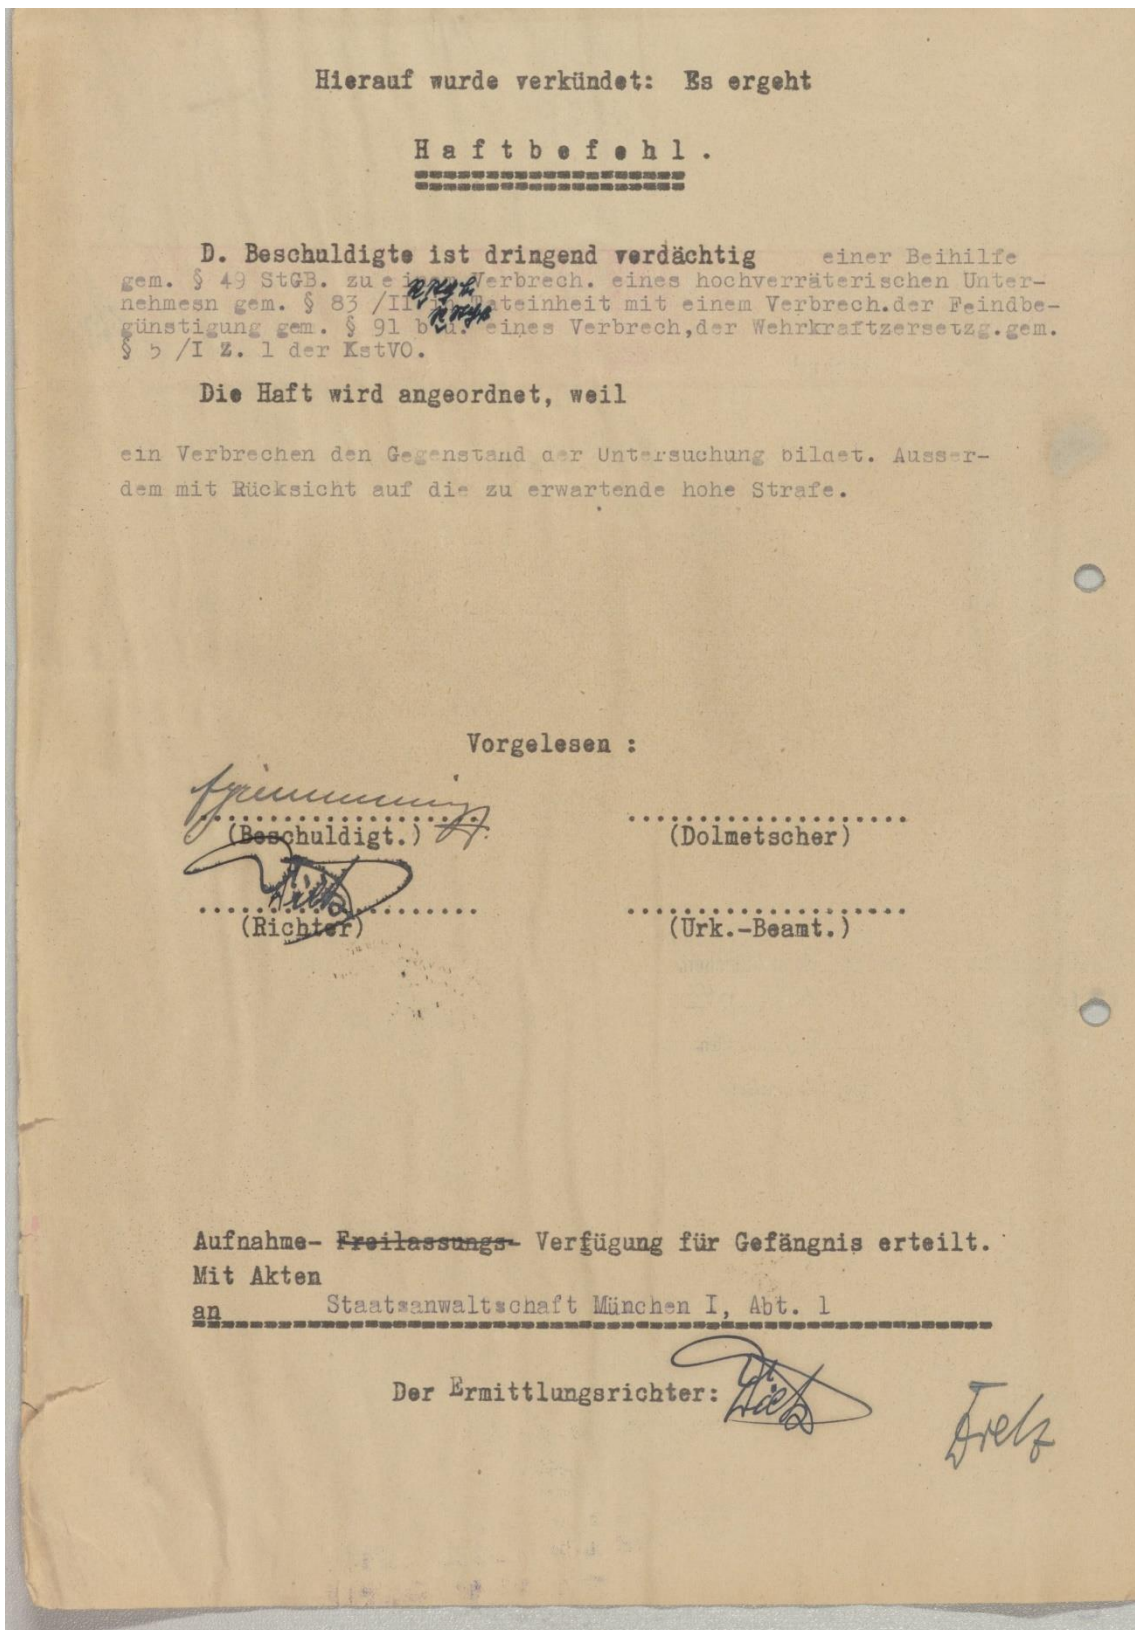 Hierauf wurde verkündet: Es ergeht
Haftbefehl.
D. Beschuldigte ist dringend verdächtig einer Beihilfe
gem. § 49 StGB. zu einem Verbrech. eines hochverräterischen Unter-
nehmesn gem. § 83 /II Tateinheit mit einem Verbrech.der Feindbe-
günstigung gem. § 91 b u. eines Verbrech,der Wehrkraftzersetzg.gem.
§ 5 /I Z. 1 der KstVO.
Die Haft wird angeordnet, weil
ein Verbrechen den Gegenstand der Untersuchung bildet. Ausser-
dem mit Rücksicht auf die zu erwartende hohe Strafe.
Vorgelesen :
(Beschuldigt.)
(Dolmetscher)
(Richter)
(Urk.-Beamt.)
Aufnahme- Freilassungs- Verfügung für Gefängnis erteilt.
Mit Akten
an Staatsanwaltschaft München I, Abt. 1
Der Ermittlungsrichter: